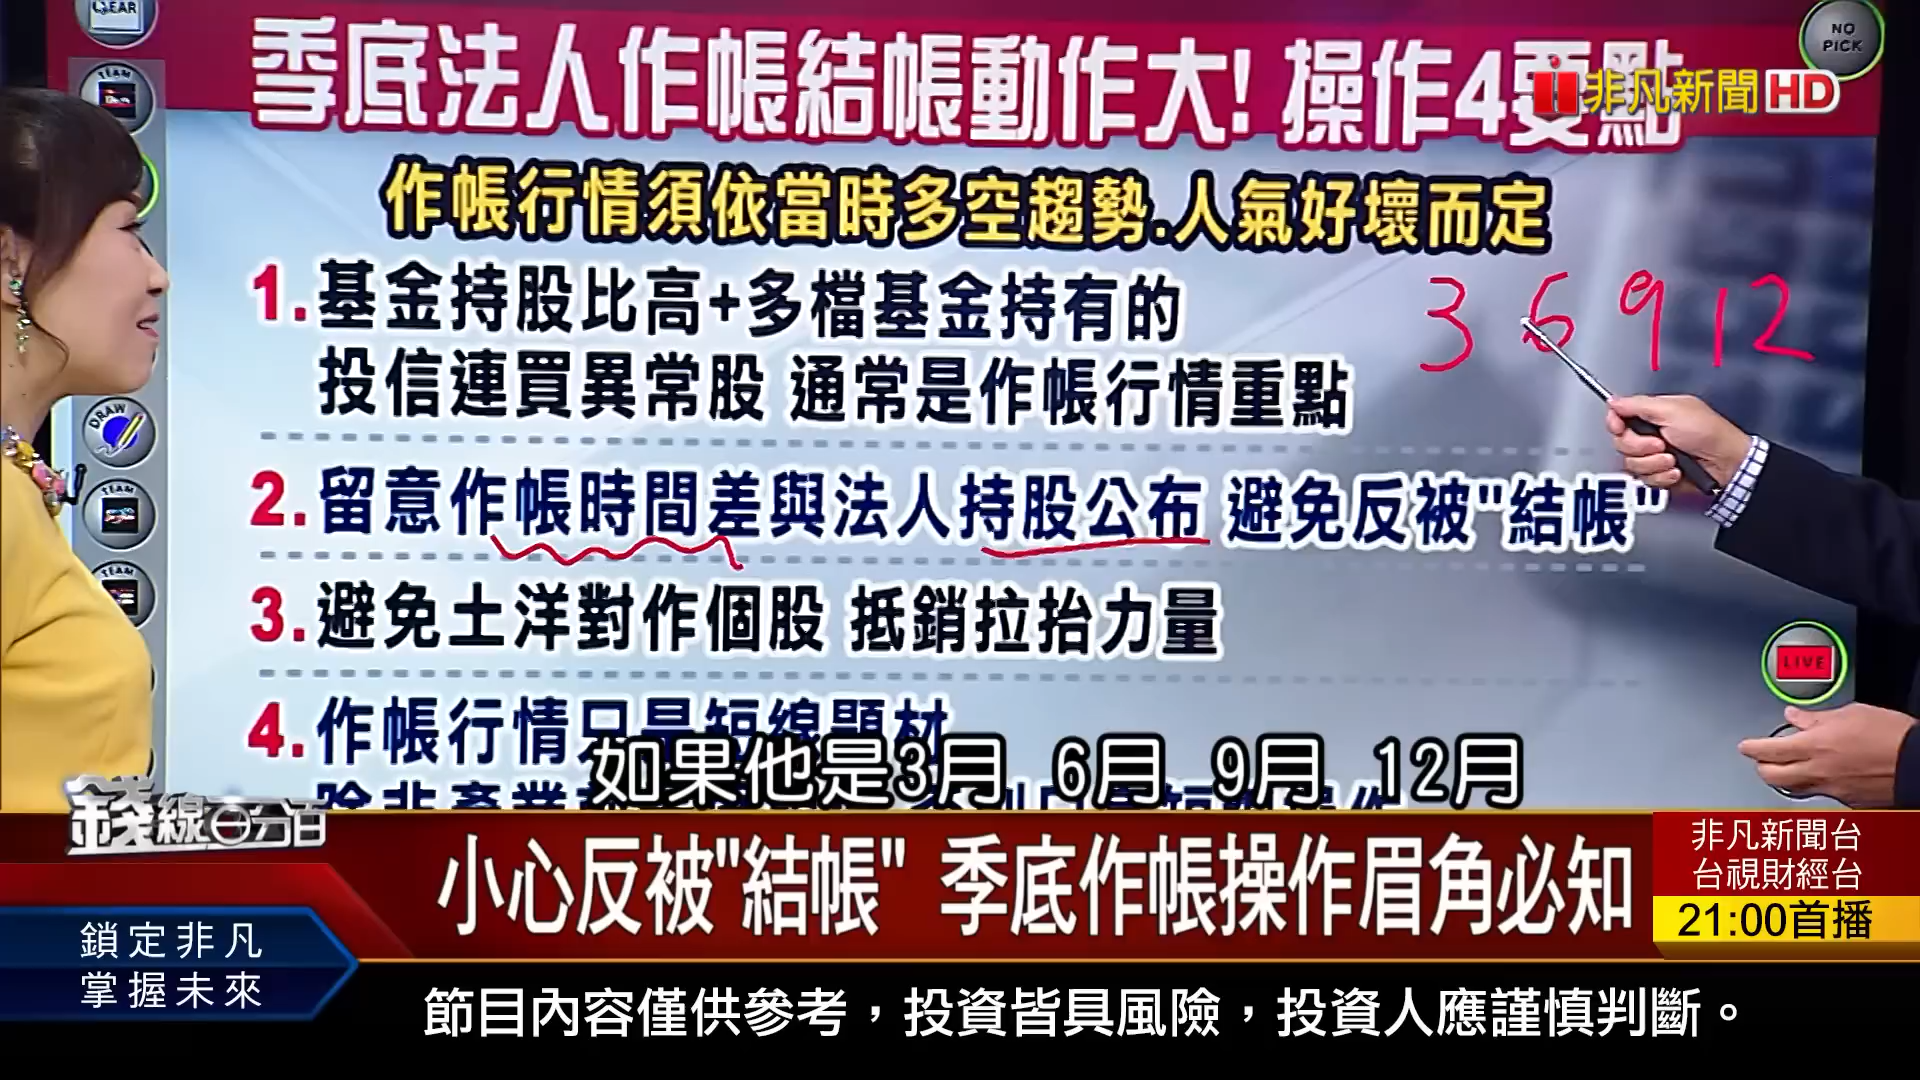 CLEAR
NO
PICK
季底法人作帳結帳動作大! 操作4要點
非凡新聞HD
TEAM
作帳行情須依當時多空趨勢.人氣好壞而定
1.基金持股比高+多檔基金持有的
投信連買異常股 通常是作帳行情重點
3 6 9 12
DRAW
2.留意作帳時間差與法人持股公布 避免反被"結帳"
TEAM
3.避免土洋對作個股 抵銷拉抬力量
TEAM
LIVE
4.作帳行情只是短線題材
除非產業
如果他是3月 6月 9月 12月
錢線百分百
小心反被"結帳" 季底作帳操作眉角必知
非凡新聞台
台視財經台
21:00首播
鎖定非凡
掌握未來
節目內容僅供參考，投資皆具風險，投資人應謹慎判斷。